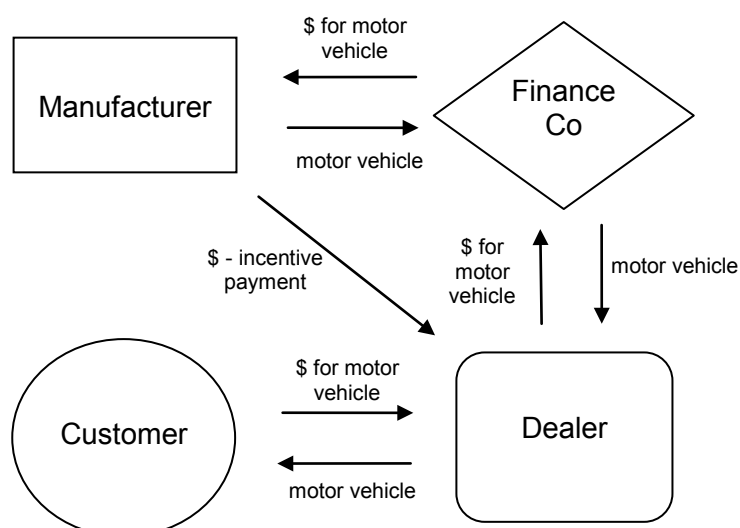 $ for motor
vehicle
Manufacturer
Finance
Co
motor vehicle
$ - incentive
payment
$ for
motor
vehicle
motor vehicle
$ for motor
vehicle
Customer
Dealer
motor vehicle